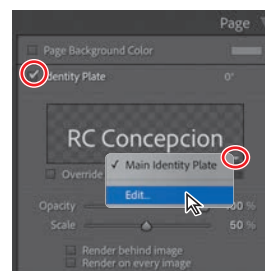 Page
Page Background Color
Identity Plate 0°
RC Concepcion
✓ Main Identity Plate
Override
Edit...
Opacity 100 %
Scale 50 %
Render behind image
Render on every image